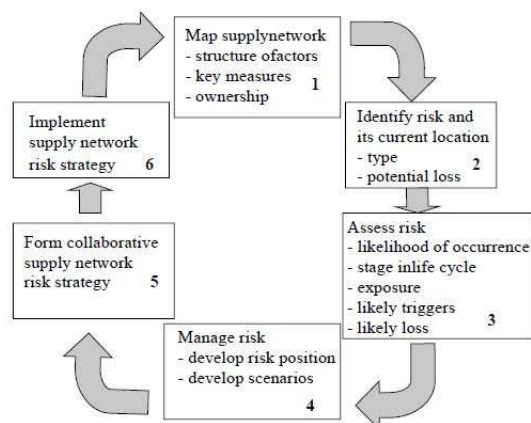 Map supplynetwork
- structure ofactors
- key measures
- ownership 1
Identify risk and
its current location
- type 2
- potential loss
Assess risk
- likelihood of occurrence
- stage inlife cycle
- exposure
- likely triggers
- likely loss 3
Manage risk
- develop risk position
- develop scenarios
4
Form collaborative
supply network
risk strategy 5
Implement
supply network
risk strategy 6